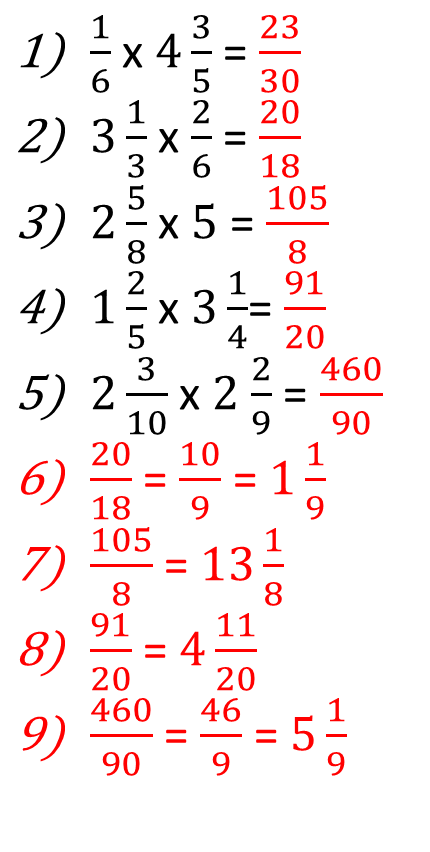 1) 1/6 x 4 3/5 = 23/30
2) 3 1/3 x 2/6 = 20/18
3) 2 5/8 x 5 = 105/8
4) 1 2/5 x 3 1/4 = 91/20
5) 2 3/10 x 2 2/9 = 460/90
6) 20/18 = 10/9 = 1 1/9
7) 105/8 = 13 1/8
8) 91/20 = 4 11/20
9) 460/90 = 46/9 = 5 1/9